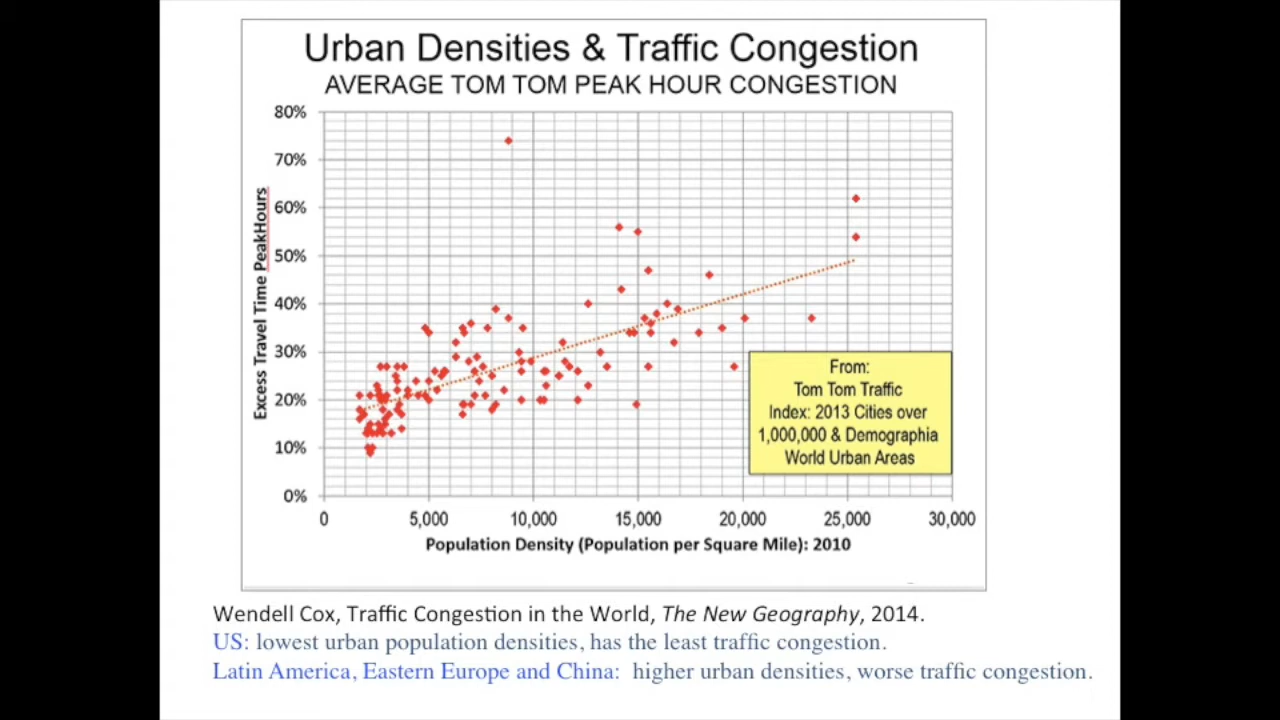 Urban Densities & Traffic Congestion
AVERAGE TOM TOM PEAK HOUR CONGESTION
80%
70%
60%
50%
40%
30%
20%
10%
0%
Excess Travel Time PeakHours
From:
Tom Tom Traffic
Index: 2013 Cities over
1,000,000 & Demographia
World Urban Areas
0 5,000 10,000 15,000 20,000 25,000 30,000
Population Density (Population per Square Mile): 2010
Wendell Cox, Traffic Congestion in the World, The New Geography, 2014.
US: lowest urban population densities, has the least traffic congestion.
Latin America, Eastern Europe and China: higher urban densities, worse traffic congestion.